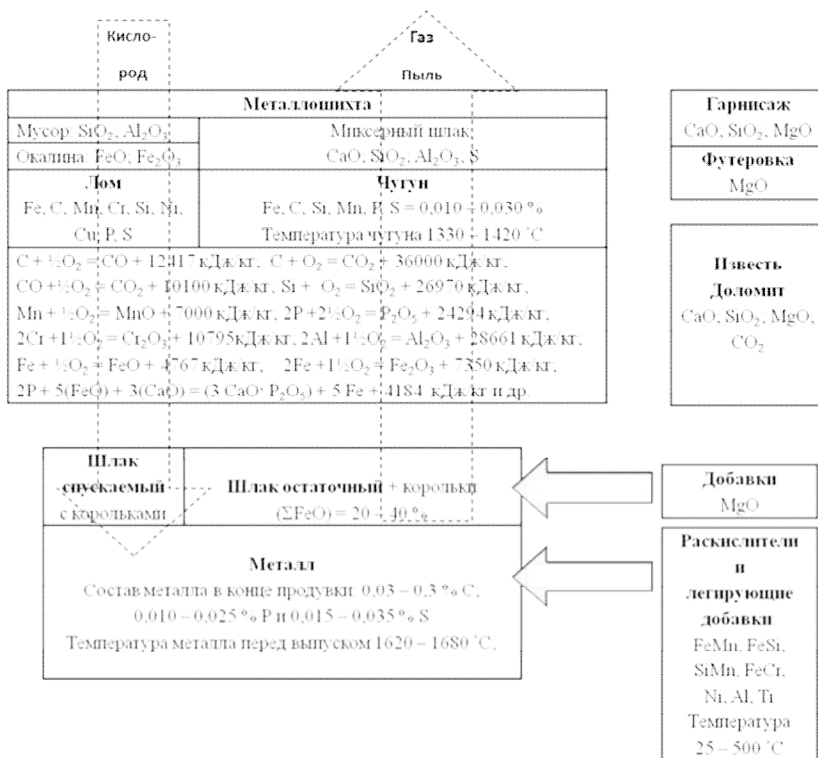 Кисло-
род
Газ
Пыль
Металлошихта
Мусор: SiO₂, Al₂O₃
Окалина: FeO, Fe₂O₃
Миксерный шлак
CaO, SiO₂, Al₂O₃, S
Лом
Fe, C, Mn, Cr, Si, Ni,
Cu, P, S
Чугун
Fe, C, Si, Mn, P, S = 0,010 – 0,030 %
Температура чугуна 1330 – 1420 ˚C
C + ½O₂ = CO + 12417 кДж/кг; C + O₂ = CO₂ + 36000 кДж/кг;
CO +½O₂ = CO₂ + 10100 кДж/кг; Si + O₂ = SiO₂ + 26970 кДж/кг;
Mn + ½O₂ = MnO + 7000 кДж/кг; 2P +2½O₂ = P₂O₅ + 24294 кДж/кг;
2Cr +1½O₂ = Cr₂O₃ + 10795кДж/кг; 2Al +1½O₂ = Al₂O₃ + 28661 кДж/кг;
Fe + ½O₂ = FeO + 4767 кДж/кг; 2Fe +1½O₂ = Fe₂O₃ + 7350 кДж/кг;
2P + 5(FeO) + 3(CaO) = (3 CaO· P₂O₅) + 5 Fe + 4184 кДж/кг и др.
Гарнисаж
CaO, SiO₂, MgO
Футеровка
MgO
Известь
Доломит
CaO, SiO₂, MgO,
CO₂
Шлак
спускаемый
с корольками
Шлак остаточный + корольки
(ΣFeO) = 20 – 40 %
Металл
Состав металла в конце продувки 0,03 – 0,3 % C;
0,010 – 0,025 % P и 0,015 – 0,035 % S
Температура металла перед выпуском 1620 – 1680 ˚C,
Добавки
MgO
Раскислители
и
легирующие
добавки
FeMn, FeSi,
SiMn, FeCr,
Ni, Al, Ti
Температура
25 – 500 ˚C